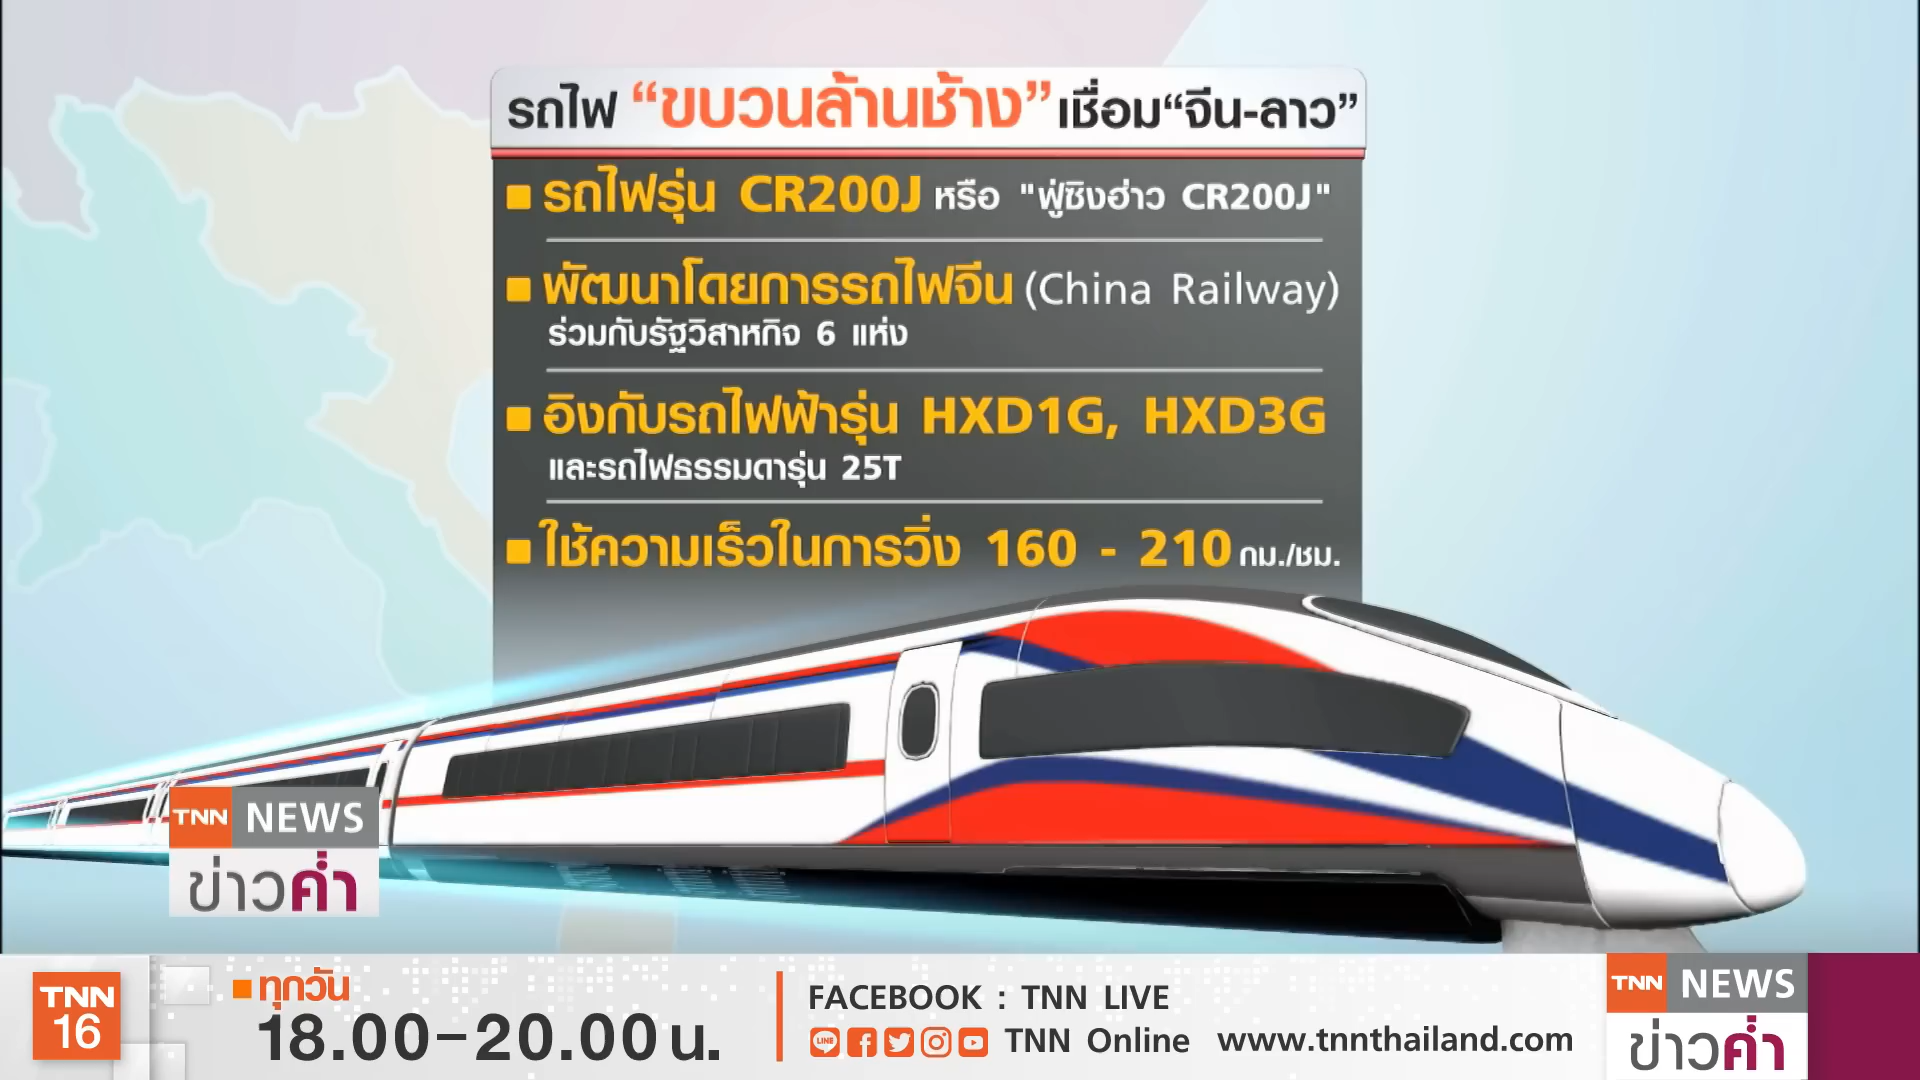 รถไฟ “ขบวนล้านช้าง” เชื่อม“จีน-ลาว”
รถไฟรุ่น CR200J หรือ "ฟู่ซิงฮ่าว CR200J"
พัฒนาโดยการรถไฟจีน (China Railway)
ร่วมกับรัฐวิสาหกิจ 6 แห่ง
อิงกับรถไฟฟ้ารุ่น HXD1G, HXD3G
และรถไฟธรรมดารุ่น 25T
ใช้ความเร็วในการวิ่ง 160 - 210 กม./ชม.
TNN NEWS
ข่าวค่ำ
TNN
16
ทุกวัน
18.00-20.00 น.
FACEBOOK : TNN LIVE
LINE TNN Online www.tnnthailand.com
TNN NEWS
ข่าวค่ำ